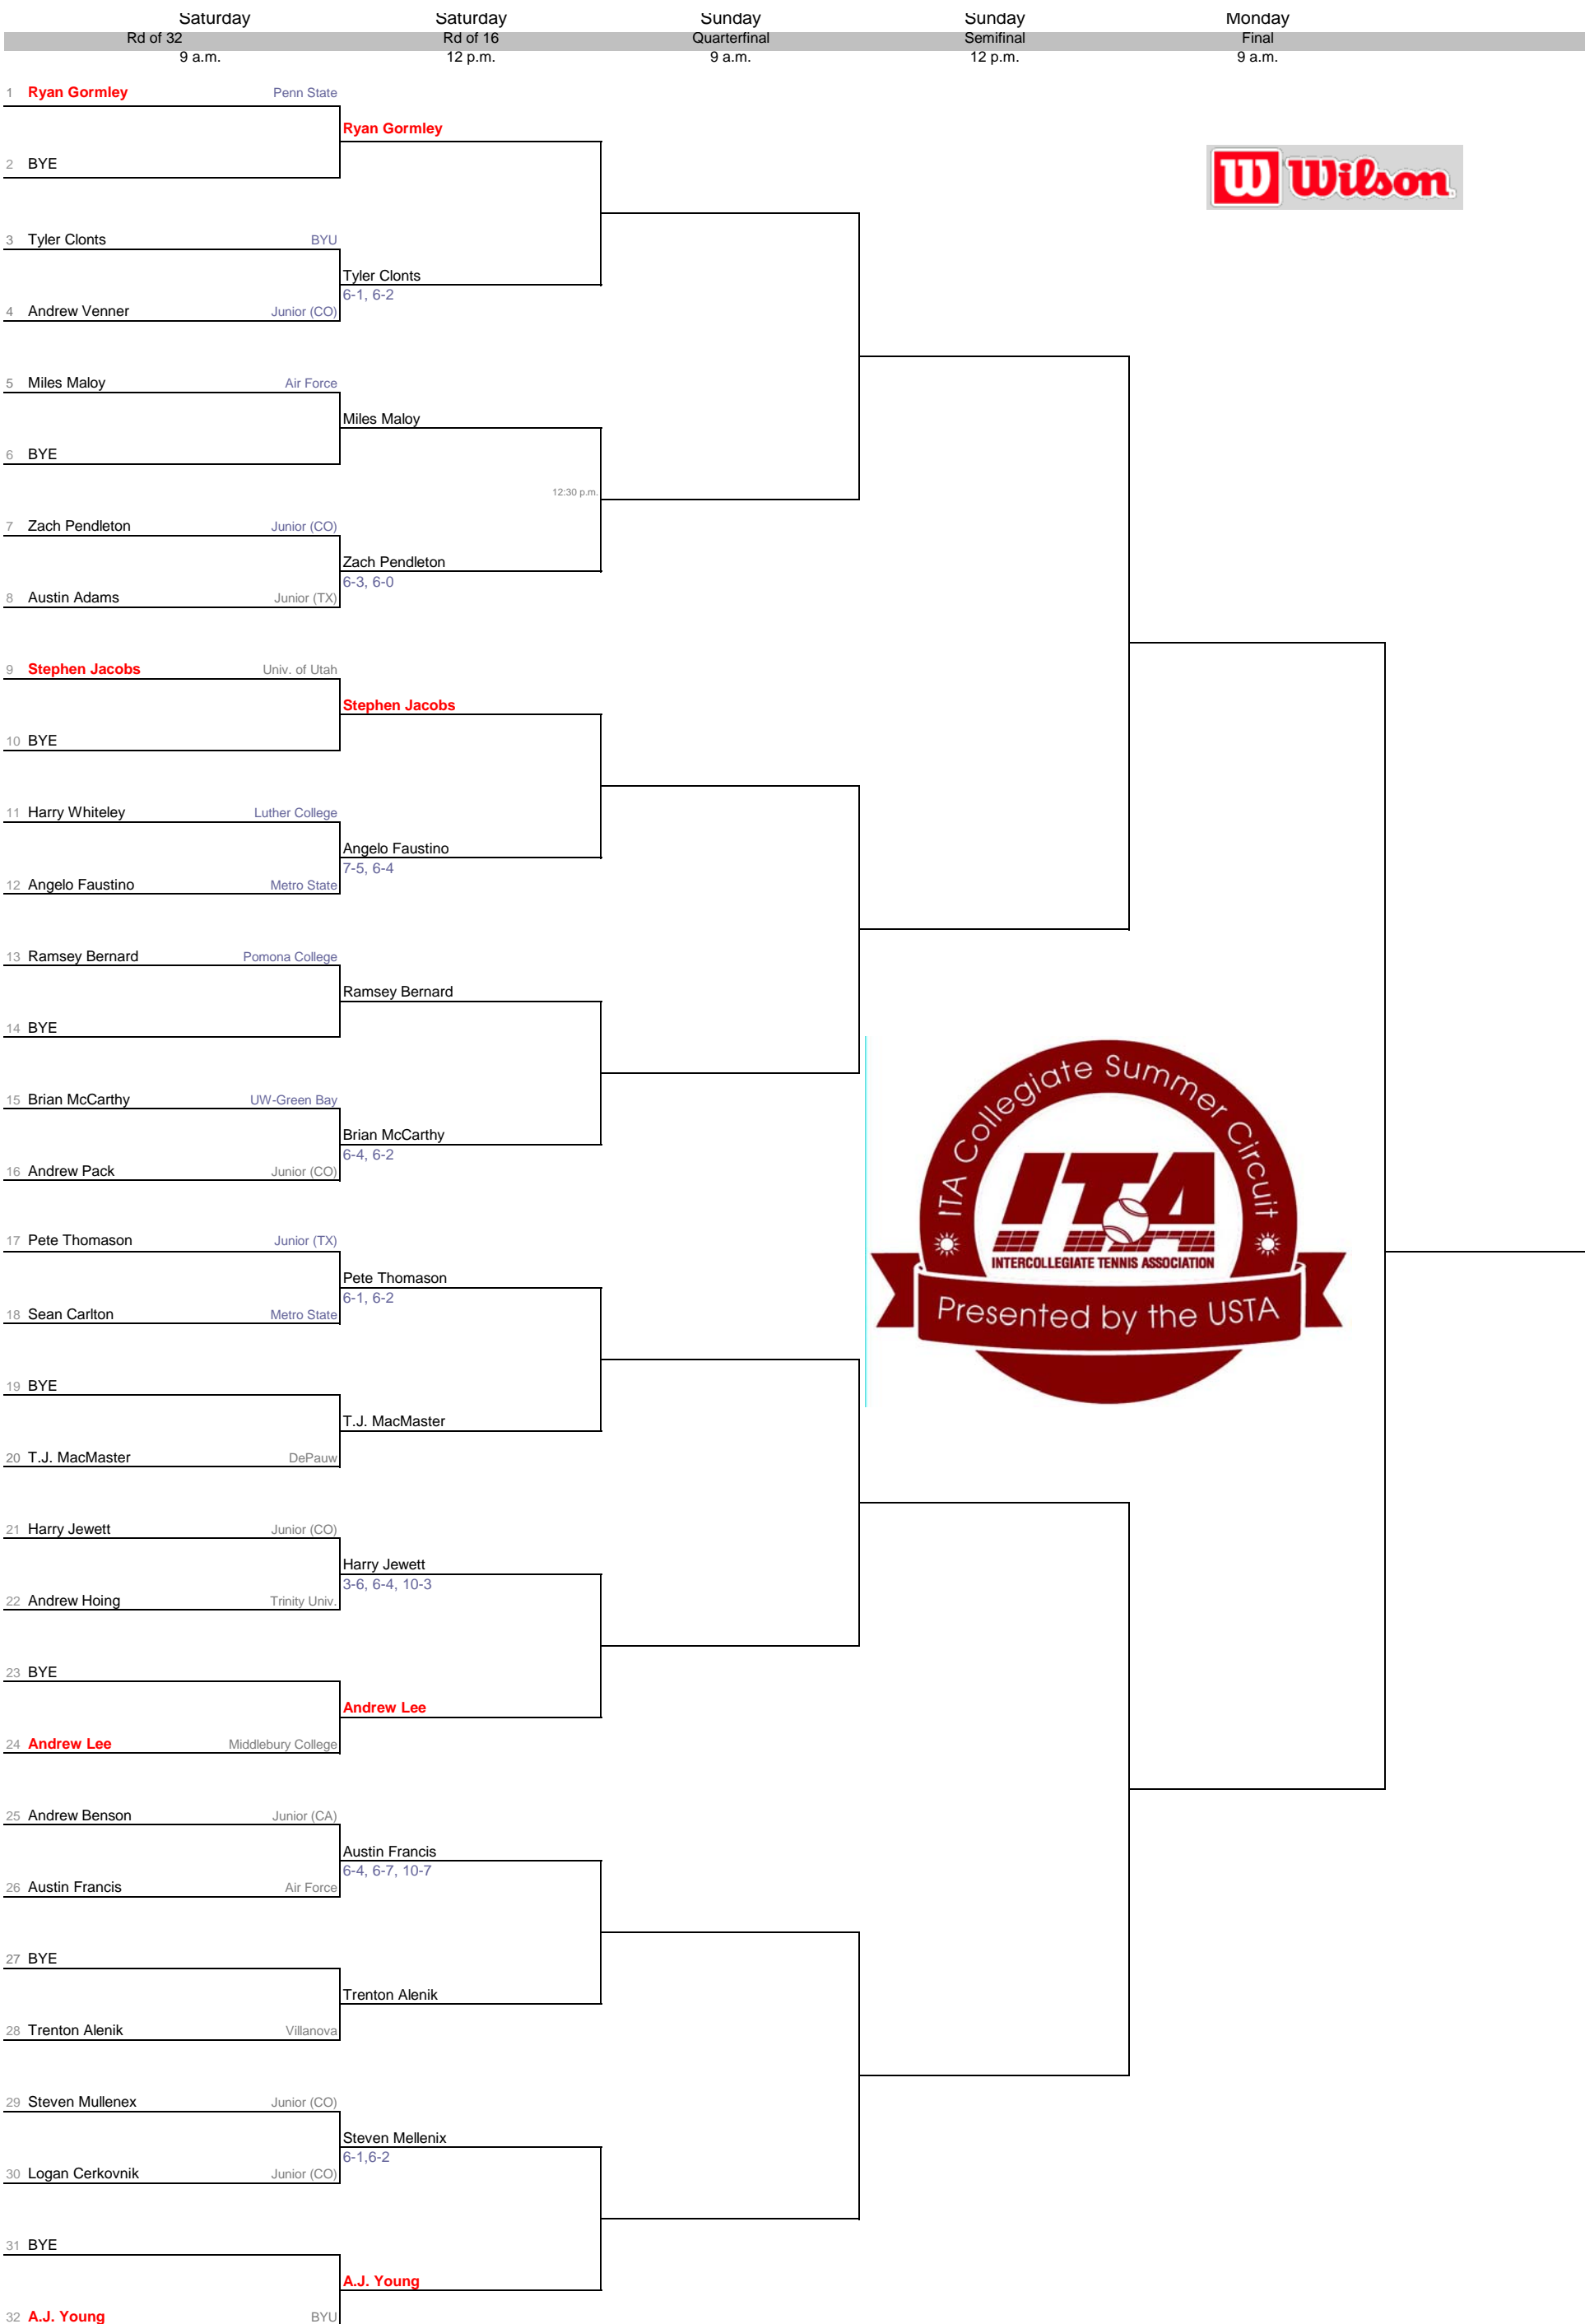 Saturday Saturday Sunday Sunday Monday
Rd of 32 Rd of 16 Quarterfinal Semifinal Final
9 a.m. 12 p.m. 9 a.m. 12 p.m. 9 a.m.
1 Ryan Gormley Penn State
Ryan Gormley
2 BYE
W Wilson
3 Tyler Clonts BYU
Tyler Clonts
6-1, 6-2
4 Andrew Venner Junior (CO)
5 Miles Maloy Air Force
Miles Maloy
6 BYE
12:30 p.m.
7 Zach Pendleton Junior (CO)
Zach Pendleton
6-3, 6-0
8 Austin Adams Junior (TX)
9 Stephen Jacobs Univ. of Utah
Stephen Jacobs
10 BYE
11 Harry Whiteley Luther College
Angelo Faustino
7-5, 6-4
12 Angelo Faustino Metro State
13 Ramsey Bernard Pomona College
Ramsey Bernard
14 BYE
15 Brian McCarthy UW-Green Bay
Brian McCarthy
6-4, 6-2
16 Andrew Pack Junior (CO)
ITA Collegiate Summer Circuit
ITA
INTERCOLLEGIATE TENNIS ASSOCIATION
Presented by the USTA
17 Pete Thomason Junior (TX)
Pete Thomason
6-1, 6-2
18 Sean Carlton Metro State
19 BYE
T.J. MacMaster
20 T.J. MacMaster DePauw
21 Harry Jewett Junior (CO)
Harry Jewett
3-6, 6-4, 10-3
22 Andrew Hoing Trinity Univ.
23 BYE
Andrew Lee
24 Andrew Lee Middlebury College
25 Andrew Benson Junior (CA)
Austin Francis
6-4, 6-7, 10-7
26 Austin Francis Air Force
27 BYE
Trenton Alenik
28 Trenton Alenik Villanova
29 Steven Mullenex Junior (CO)
Steven Mellenix
6-1,6-2
30 Logan Cerkovnik Junior (CO)
31 BYE
A.J. Young
32 A.J. Young BYU